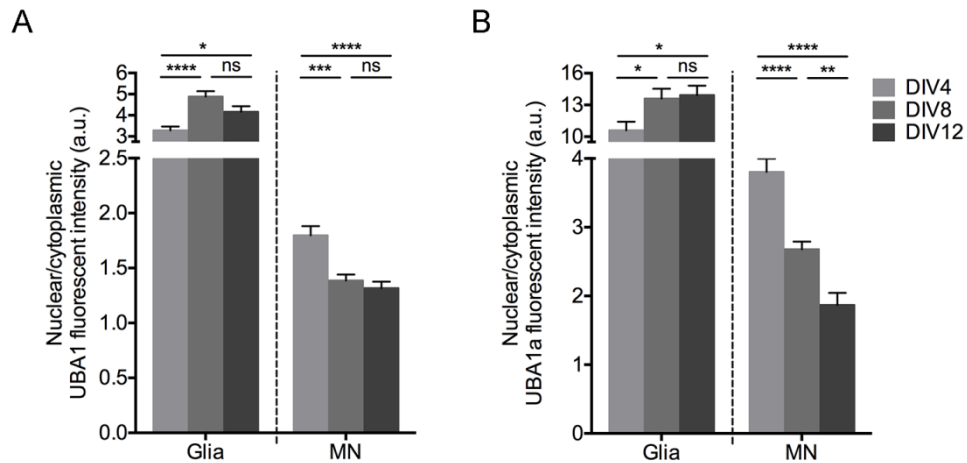 A
B
* ****
**** ns *** ns
* ****
* ns **** **
6
5
4
3
2.5
2.0
1.5
1.0
0.5
0.0
Nuclear/cytoplasmic
UBA1 fluorescent intensity (a.u.)
Glia MN
16
13
10
4
3
2
1
0
Nuclear/cytoplasmic
UBA1a fluorescent intensity (a.u.)
Glia MN
DIV4
DIV8
DIV12